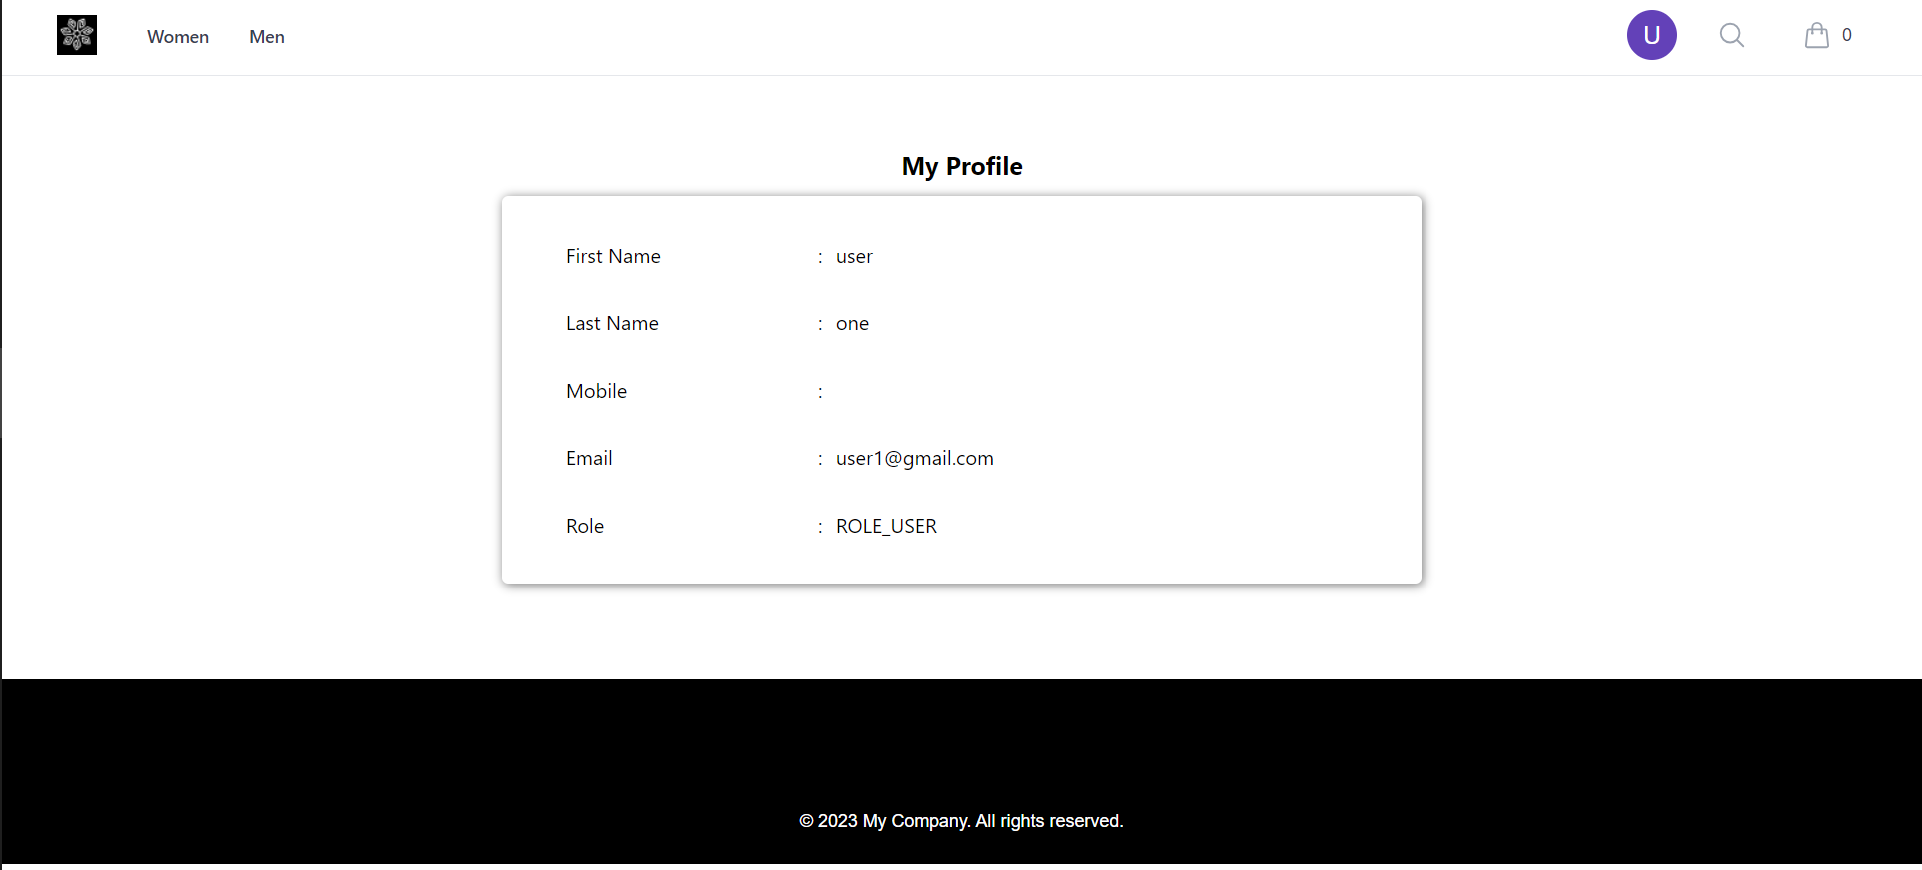 Women Men U 0
My Profile
First Name : user
Last Name : one
Mobile :
Email : user1@gmail.com
Role : ROLE_USER
© 2023 My Company. All rights reserved.